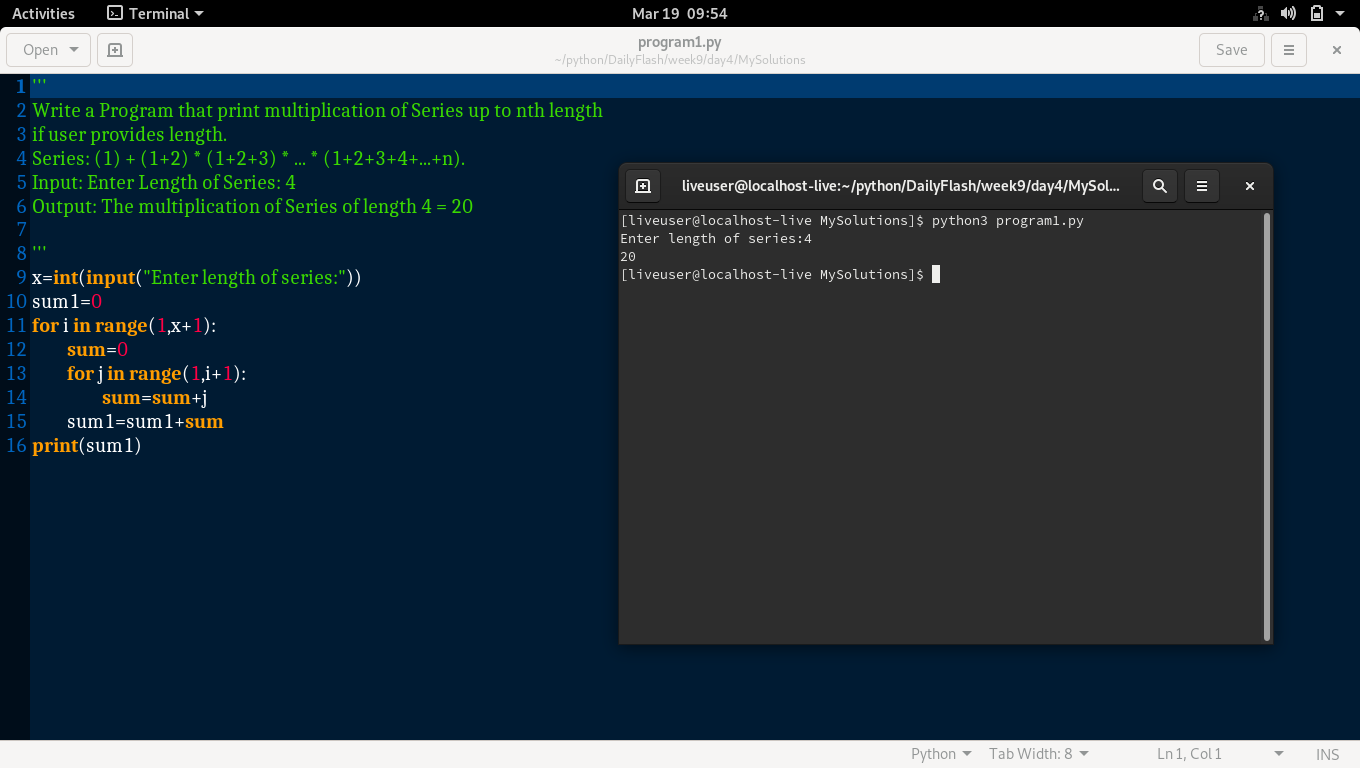 Activities
Terminal
Mar 19 09:54
Open
program1.py
~/python/DailyFlash/week9/day4/MySolutions
Save
1 '''
2 Write a Program that print multiplication of Series up to nth length
3 if user provides length.
4 Series: (1) + (1+2) * (1+2+3) * ... * (1+2+3+4+...+n).
5 Input: Enter Length of Series: 4
6 Output: The multiplication of Series of length 4 = 20
7
8 '''
9 x=int(input("Enter length of series:"))
10 sum1=0
11 for i in range(1,x+1):
12 sum=0
13 for j in range(1,i+1):
14 sum=sum+j
15 sum1=sum1+sum
16 print(sum1)
liveuser@localhost-live:~/python/DailyFlash/week9/day4/MySol...
[liveuser@localhost-live MySolutions]$ python3 program1.py
Enter length of series:4
20
[liveuser@localhost-live MySolutions]$
Python
Tab Width: 8
Ln 1, Col 1
INS